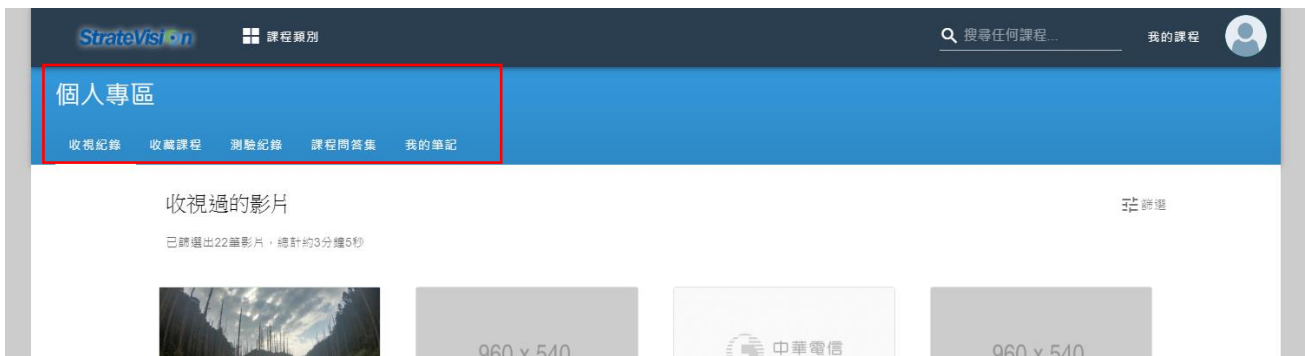 StrateVision 課程類別 搜尋任何課程... 我的課程
個人專區
收視紀錄 收藏課程 測驗紀錄 課程問答集 我的筆記
收視過的影片 篩選
已篩選出22筆影片，總計約3分鐘5秒
960 x 540 中華電信 960 x 540